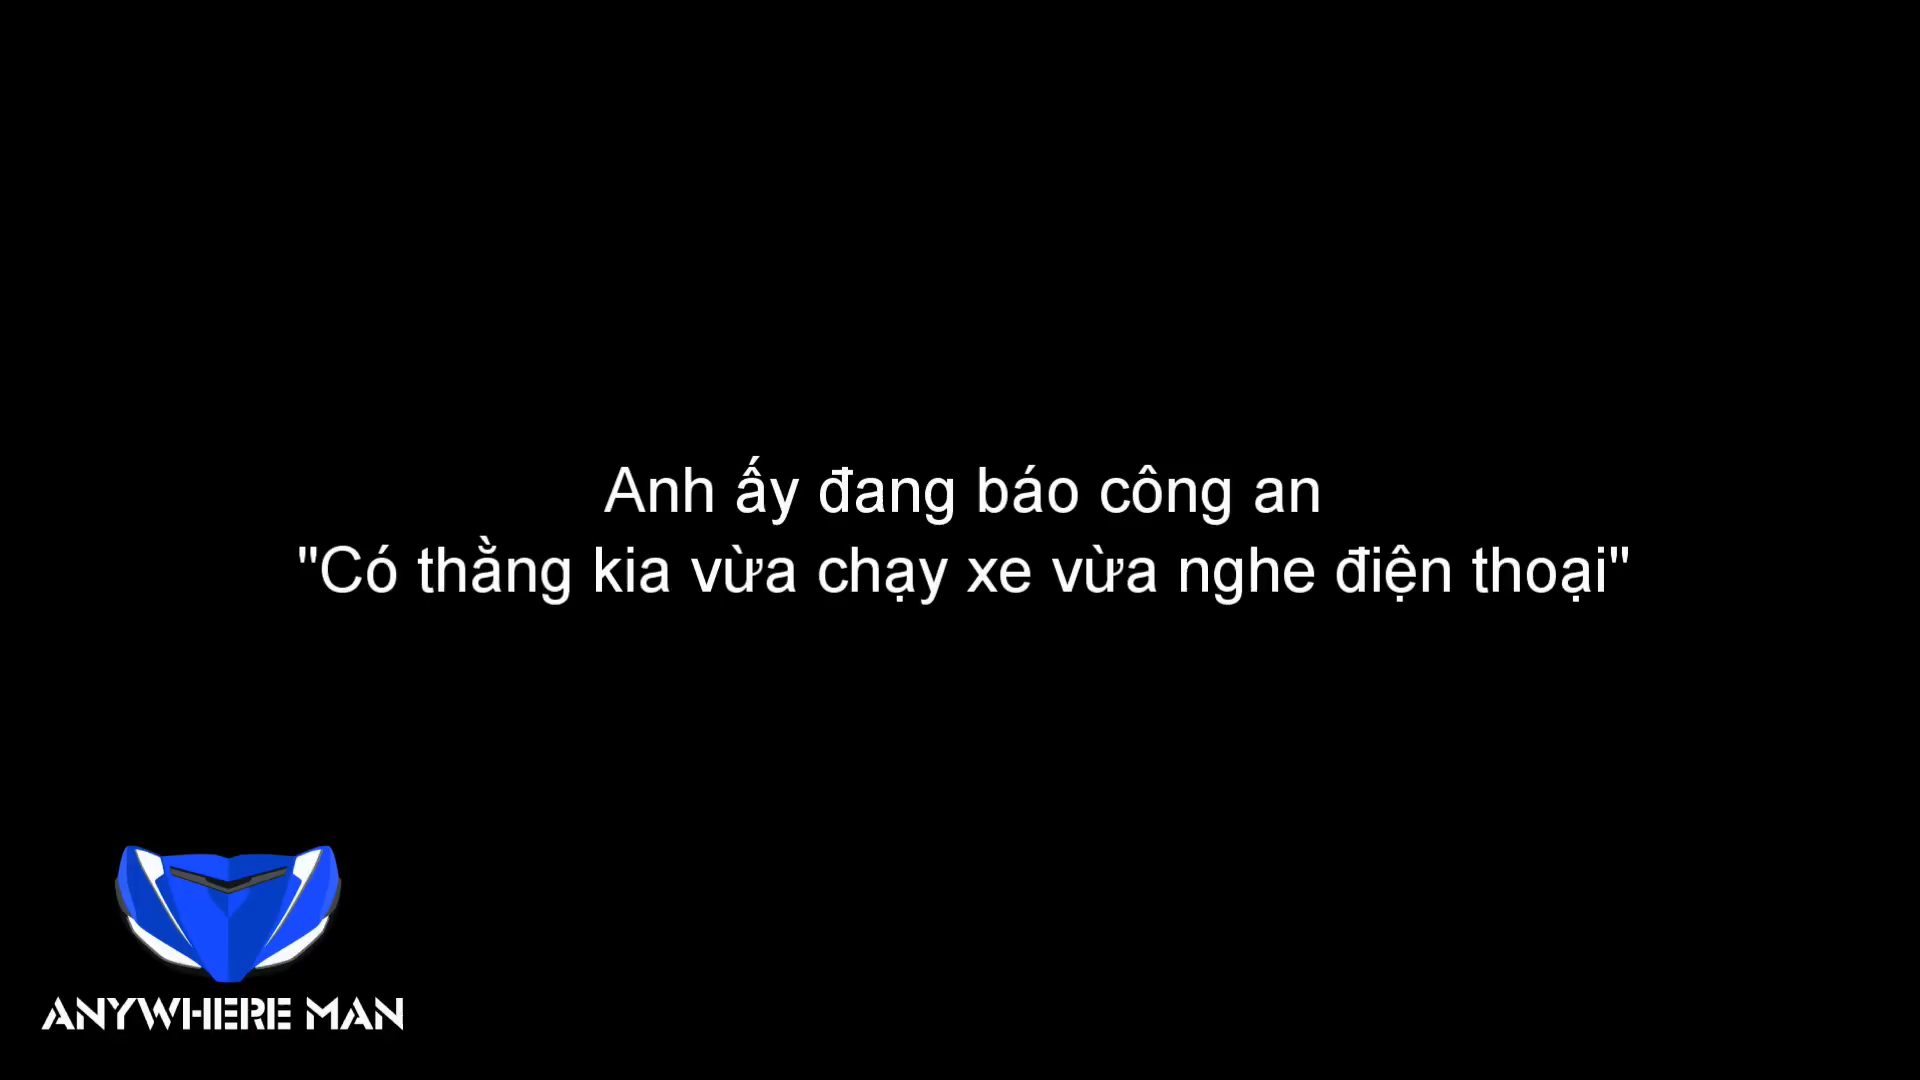 Anh ấy đang báo công an
"Có thằng kia vừa chạy xe vừa nghe điện thoại"
ANYWHERE MAN